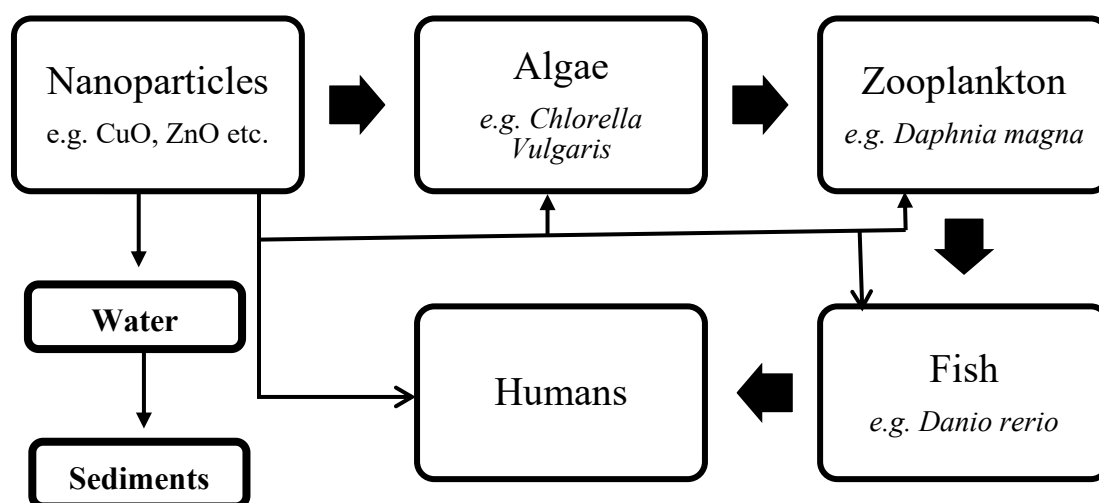 Nanoparticles
e.g. CuO, ZnO etc.
Algae
e.g. Chlorella
Vulgaris
Zooplankton
e.g. Daphnia magna
Water
Humans
Fish
e.g. Danio rerio
Sediments